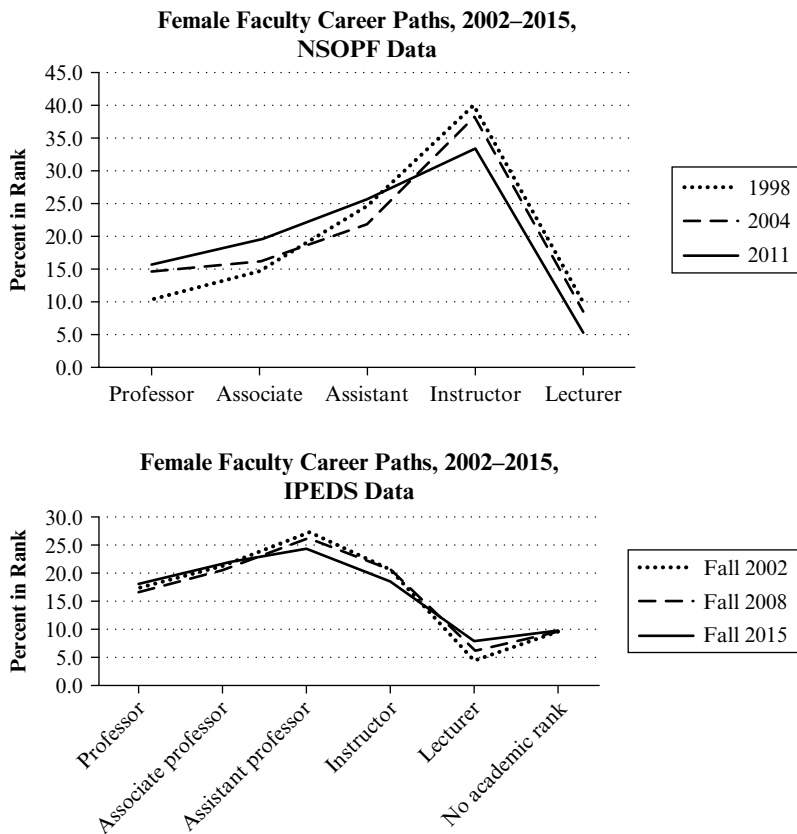 Female Faculty Career Paths, 2002–2015,
NSOPF Data
Percent in Rank
45.0
40.0
35.0
30.0
25.0
20.0
15.0
10.0
5.0
0.0
Professor
Associate
Assistant
Instructor
Lecturer
1998
2004
2011
Female Faculty Career Paths, 2002–2015,
IPEDS Data
Percent in Rank
30.0
25.0
20.0
15.0
10.0
5.0
0.0
Professor
Associate professor
Assistant professor
Instructor
Lecturer
No academic rank
Fall 2002
Fall 2008
Fall 2015